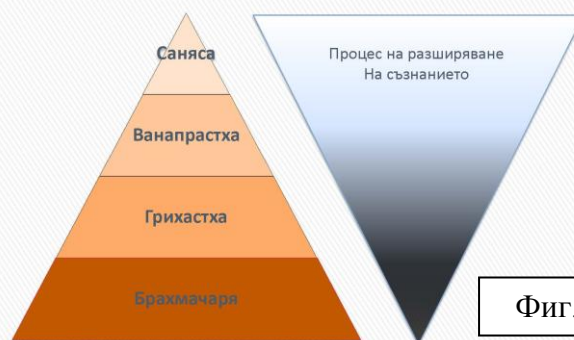 Саняса
Ванапрастха
Грихастха
Брахмачаря
Процес на разширяване
На съзнанието
Фиг.